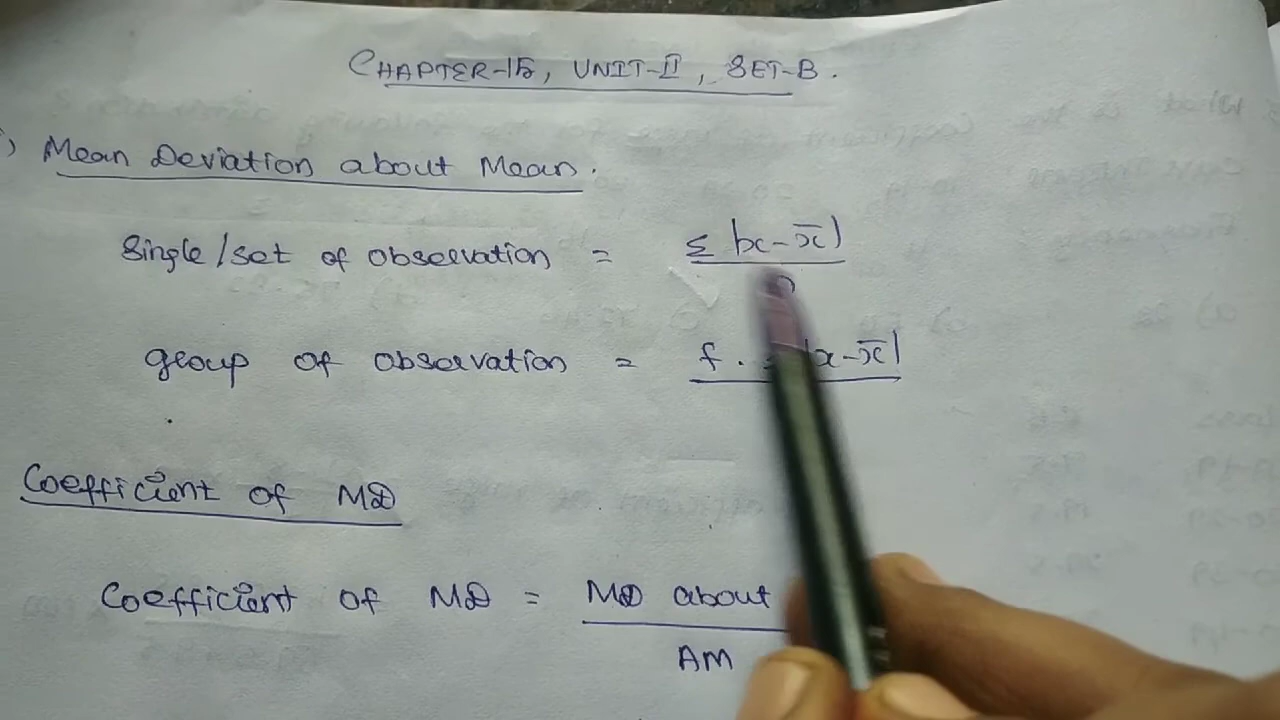 CHAPTER-15, UNIT-II, SET-B.
) Mean Deviation about Mean.
Single/set of observation = Σ |x-x̄|
n
group of observation = f. |x-x̄|
Coefficient of MD
Coefficient of MD = MD about
AM